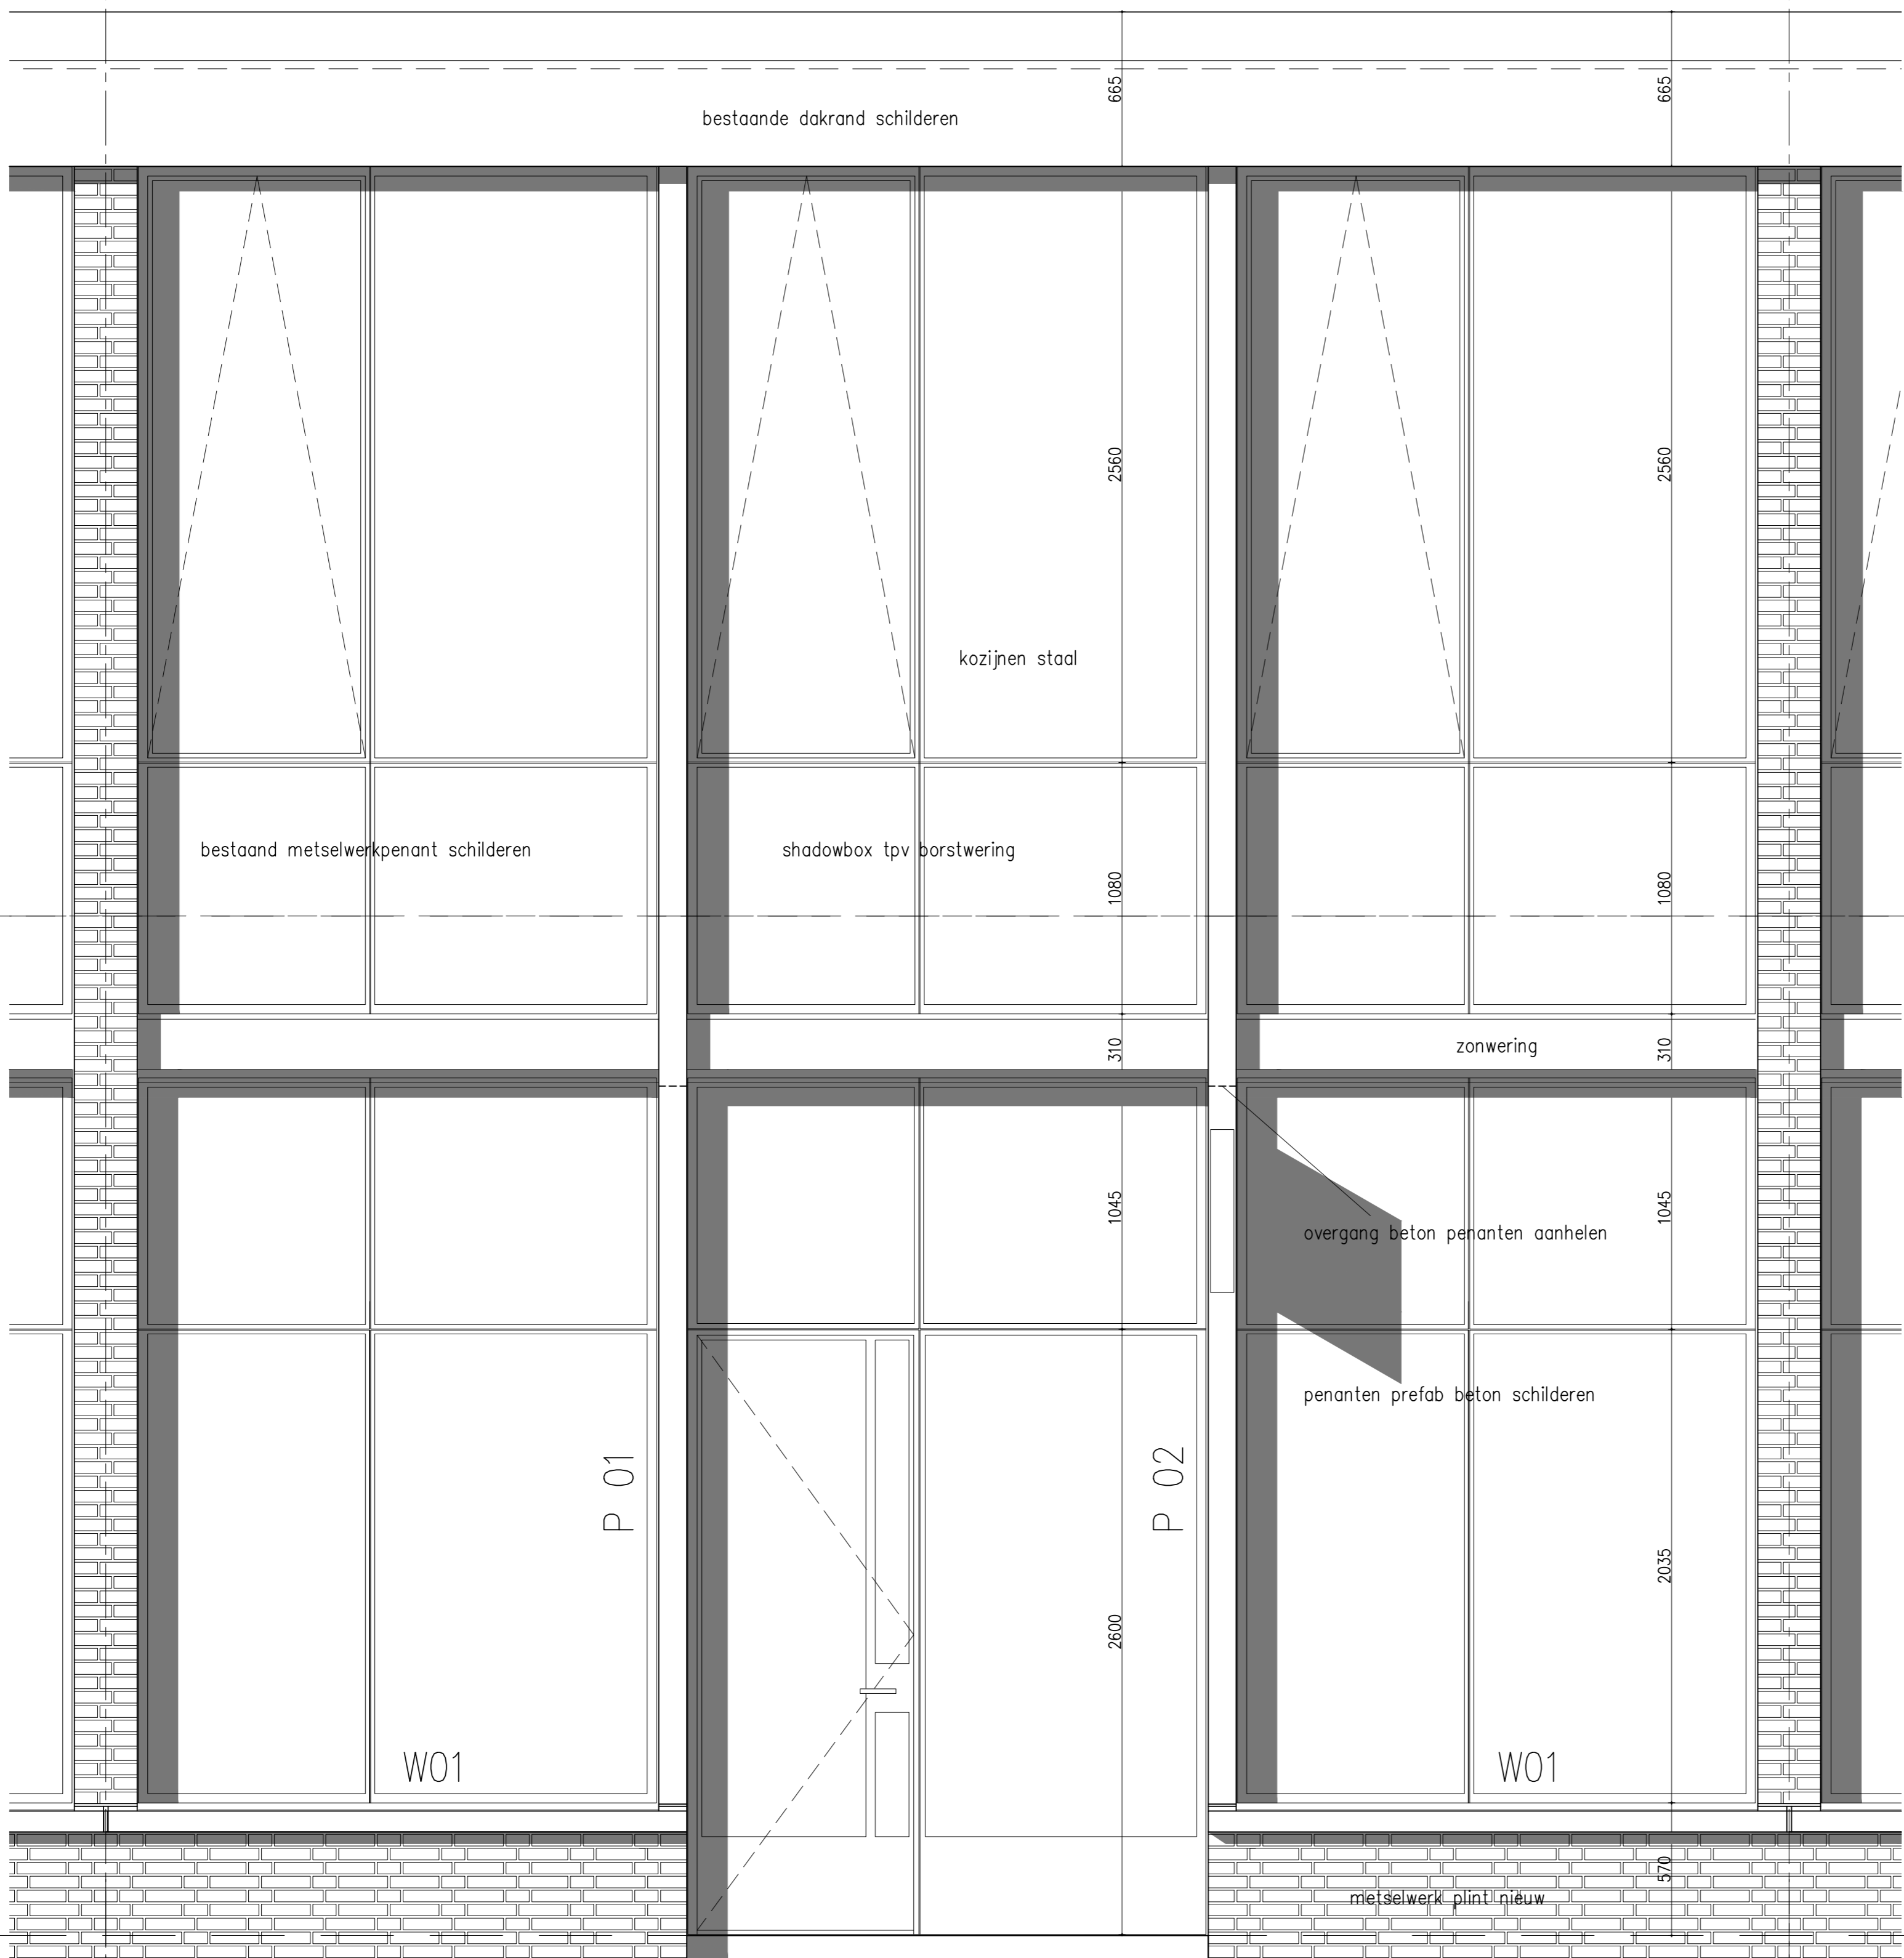 665
665
bestaande dakrand schilderen
2560
2560
kozijnen staal
bestaand metselwerkpenant schilderen
shadowbox tpv borstwering
1080
1080
310
zonwering
310
1045
1045
overgang beton penanten aanhelen
penanten prefab beton schilderen
P 01
P 02
2035
2600
W01
W01
570
metselwerk plint nieuw